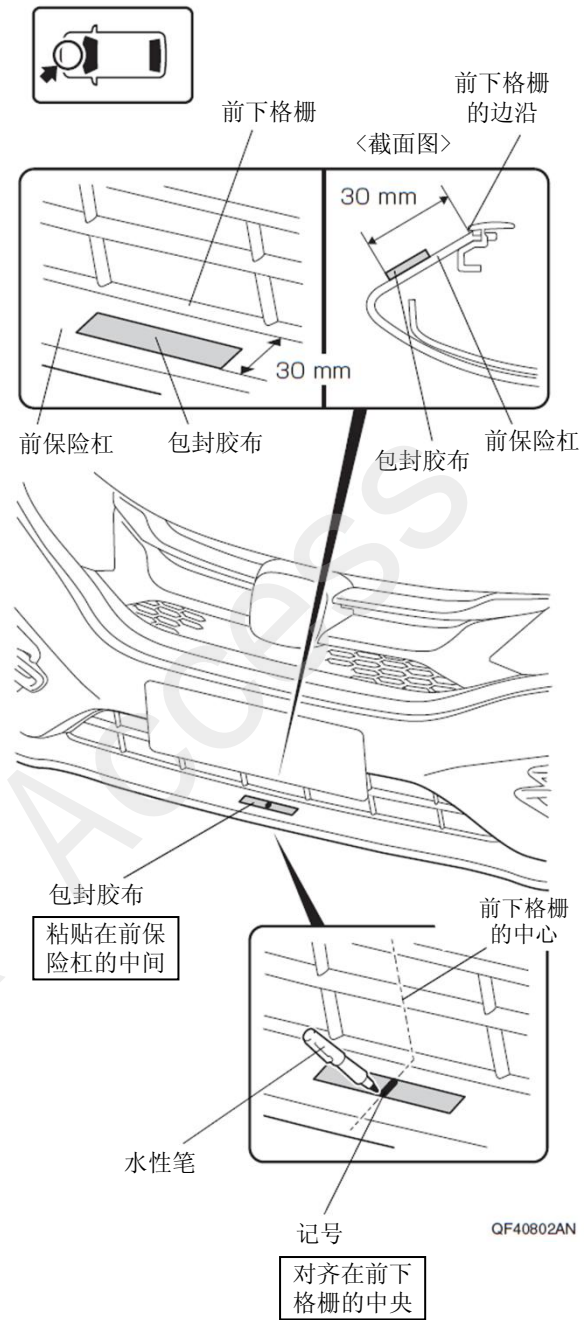 前下格栅
前下格栅
的边沿
〈截面图〉
30 mm
30 mm
前保险杠
包封胶布
包封胶布
前保险杠
Access
包封胶布
粘贴在前保
险杠的中间
前下格栅
的中心
水性笔
记号
QF40802AN
对齐在前下
格栅的中央